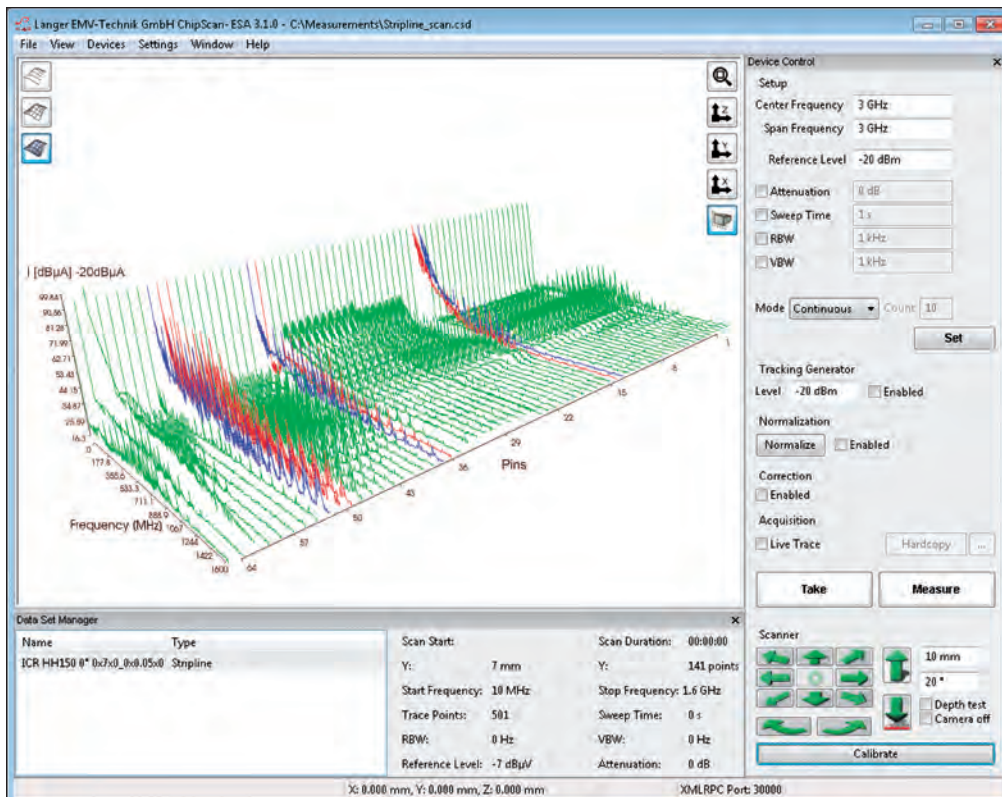 Langer EMV-Technik GmbH ChipScan- ESA 3.1.0 - C:\Measurements\Stripline_scan.csd
File View Devices Settings Window Help
Z
Y
X
I [dBµA] -20dBµA
99.84
90.56
81.28
71.99
62.71
53.43
44.15
34.87
25.59
16.3
0
177.8
355.6
533.3
711.1
888.9
1067
1244
1422
1600
Frequency (MHz)
64
57
50
43
36
29
22
15
8
1
Pins
Device Control
Setup
Center Frequency 3 GHz
Span Frequency 3 GHz
Reference Level -20 dBm
Attenuation 0 dB
Sweep Time 1 s
RBW 1 kHz
VBW 1 kHz
Mode Continuous Count 10
Set
Tracking Generator
Level -20 dBm Enabled
Normalization
Normalize Enabled
Correction
Enabled
Acquisition
Live Trace Hardcopy ...
Take Measure
Scanner
10 mm
20 °
Depth test
Camera off
Calibrate
Data Set Manager
Name Type
ICR HH150 0° 0x7x0_0x0.05x0 Stripline
Scan Start: Scan Duration: 00:00:00
Y: 7 mm Y: 141 points
Start Frequency: 10 MHz Stop Frequency: 1.6 GHz
Trace Points: 501 Sweep Time: 0 s
RBW: 0 Hz VBW: 0 Hz
Reference Level: -7 dBµV Attenuation: 0 dB
X: 0.000 mm, Y: 0.000 mm, Z: 0.000 mm XMLRPC Port: 30000